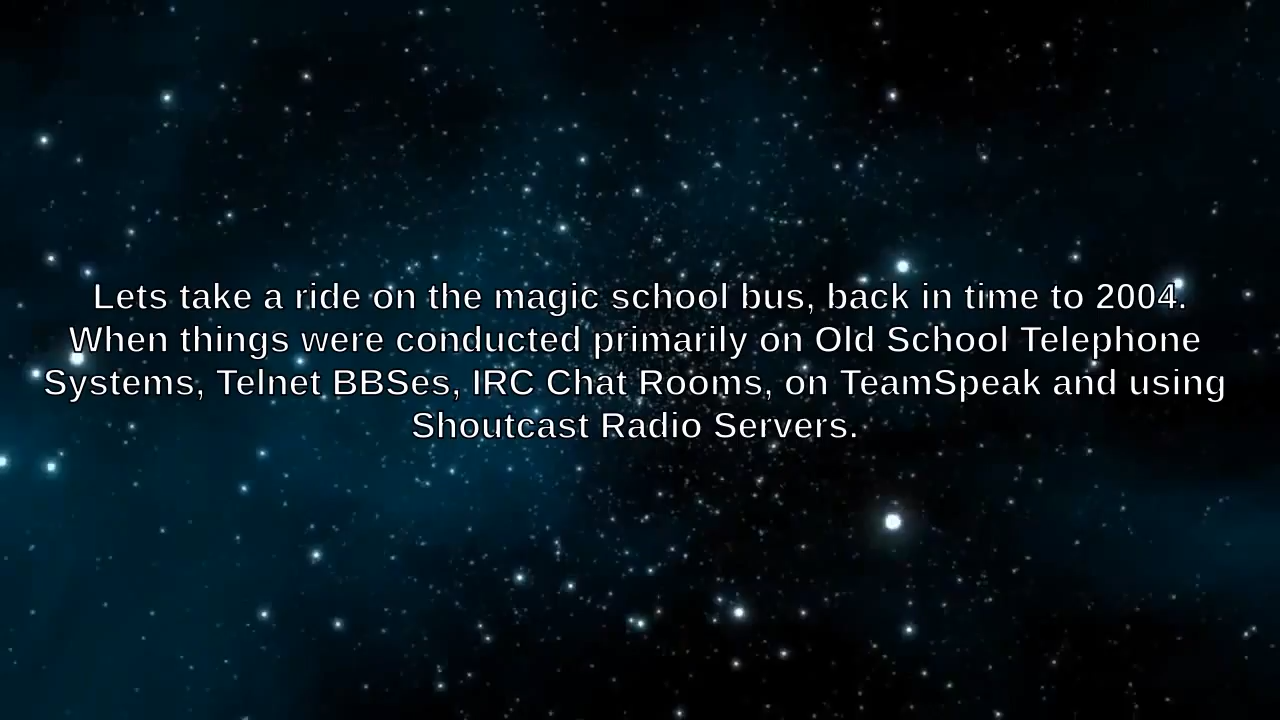 Lets take a ride on the magic school bus, back in time to 2004.
When things were conducted primarily on Old School Telephone
Systems, Telnet BBSes, IRC Chat Rooms, on TeamSpeak and using
Shoutcast Radio Servers.